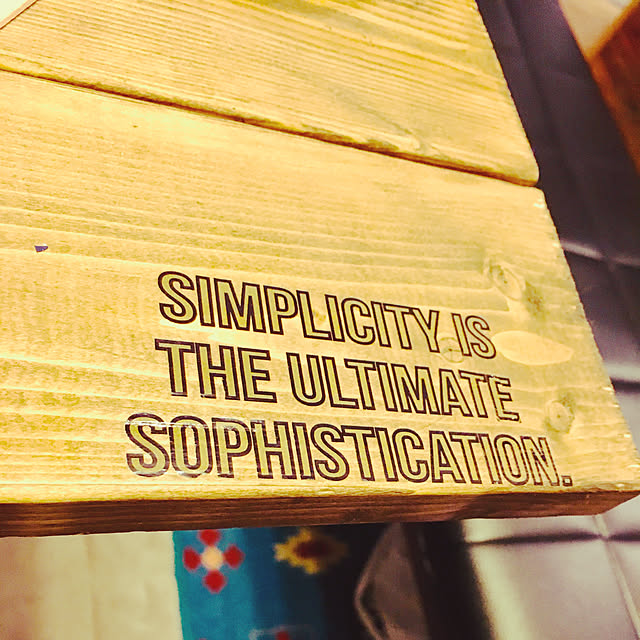 SIMPLICITY IS
THE ULTIMATE
SOPHISTICATION.